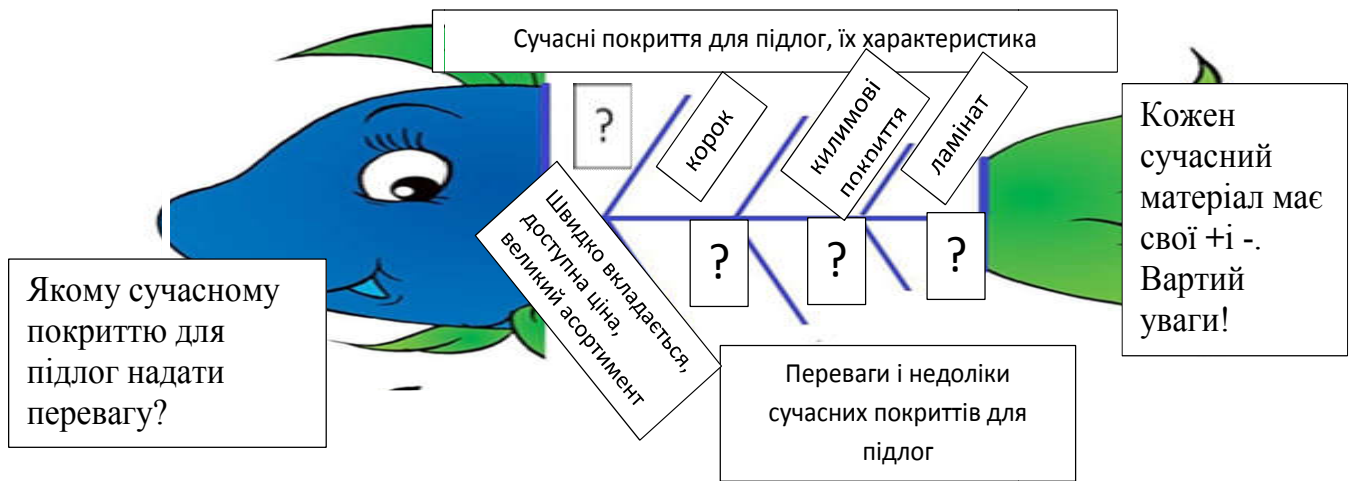 Сучасні покриття для підлог, їх характеристика
?
корок
килимові
покриття
ламінат
Кожен
сучасний
матеріал має
свої +і -.
Вартий
уваги!
Швидко вкладається,
доступна ціна,
великий асортимент
?
?
?
Якому сучасному
покриттю для
підлог надати
перевагу?
Переваги і недоліки
сучасних покриттів для
підлог